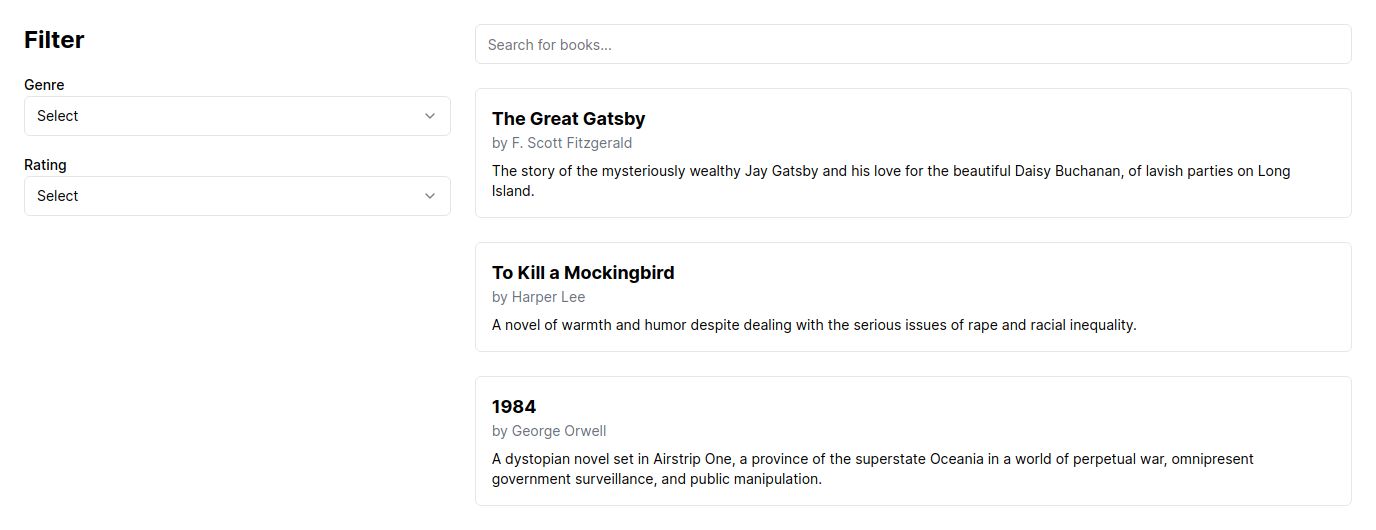 Filter
Genre
Select
Rating
Select
Search for books...
The Great Gatsby
by F. Scott Fitzgerald
The story of the mysteriously wealthy Jay Gatsby and his love for the beautiful Daisy Buchanan, of lavish parties on Long
Island.
To Kill a Mockingbird
by Harper Lee
A novel of warmth and humor despite dealing with the serious issues of rape and racial inequality.
1984
by George Orwell
A dystopian novel set in Airstrip One, a province of the superstate Oceania in a world of perpetual war, omnipresent
government surveillance, and public manipulation.